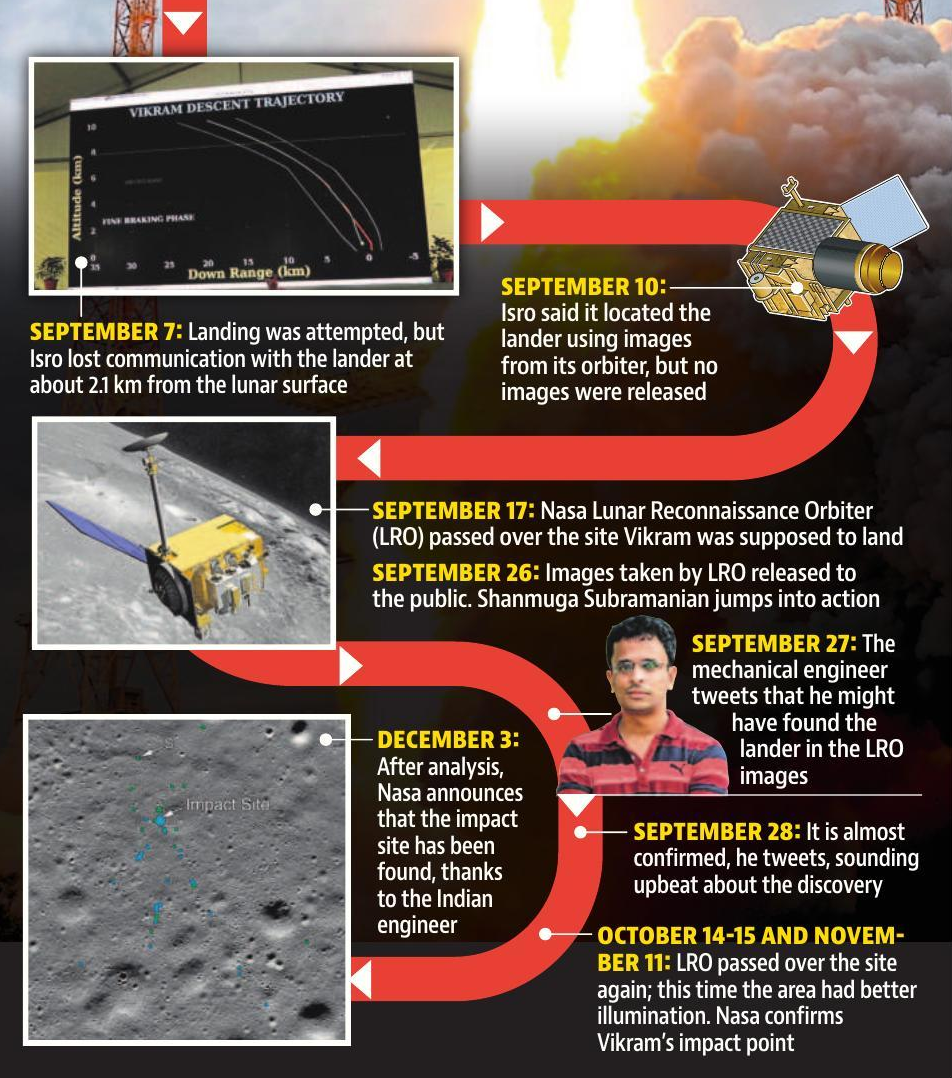 VIKRAM DESCENT TRAJECTORY
10
8
6
4
2
0
Altitude (km)
FINE BRAKING PHASE
35 30 25 20 15 10 5 0 -5
Down Range (km)
SEPTEMBER 7: Landing was attempted, but
Isro lost communication with the lander at
about 2.1 km from the lunar surface
SEPTEMBER 10:
Isro said it located the
lander using images
from its orbiter, but no
images were released
SEPTEMBER 17: Nasa Lunar Reconnaissance Orbiter
(LRO) passed over the site Vikram was supposed to land
SEPTEMBER 26: Images taken by LRO released to
the public. Shanmuga Subramanian jumps into action
SEPTEMBER 27: The
mechanical engineer
tweets that he might
have found the
lander in the LRO
images
SEPTEMBER 28: It is almost
confirmed, he tweets, sounding
upbeat about the discovery
OCTOBER 14-15 AND NOVEM-
BER 11: LRO passed over the site
again; this time the area had better
illumination. Nasa confirms
Vikram's impact point
DECEMBER 3:
After analysis,
Nasa announces
that the impact
site has been
found, thanks
to the Indian
engineer
S
Impact Site